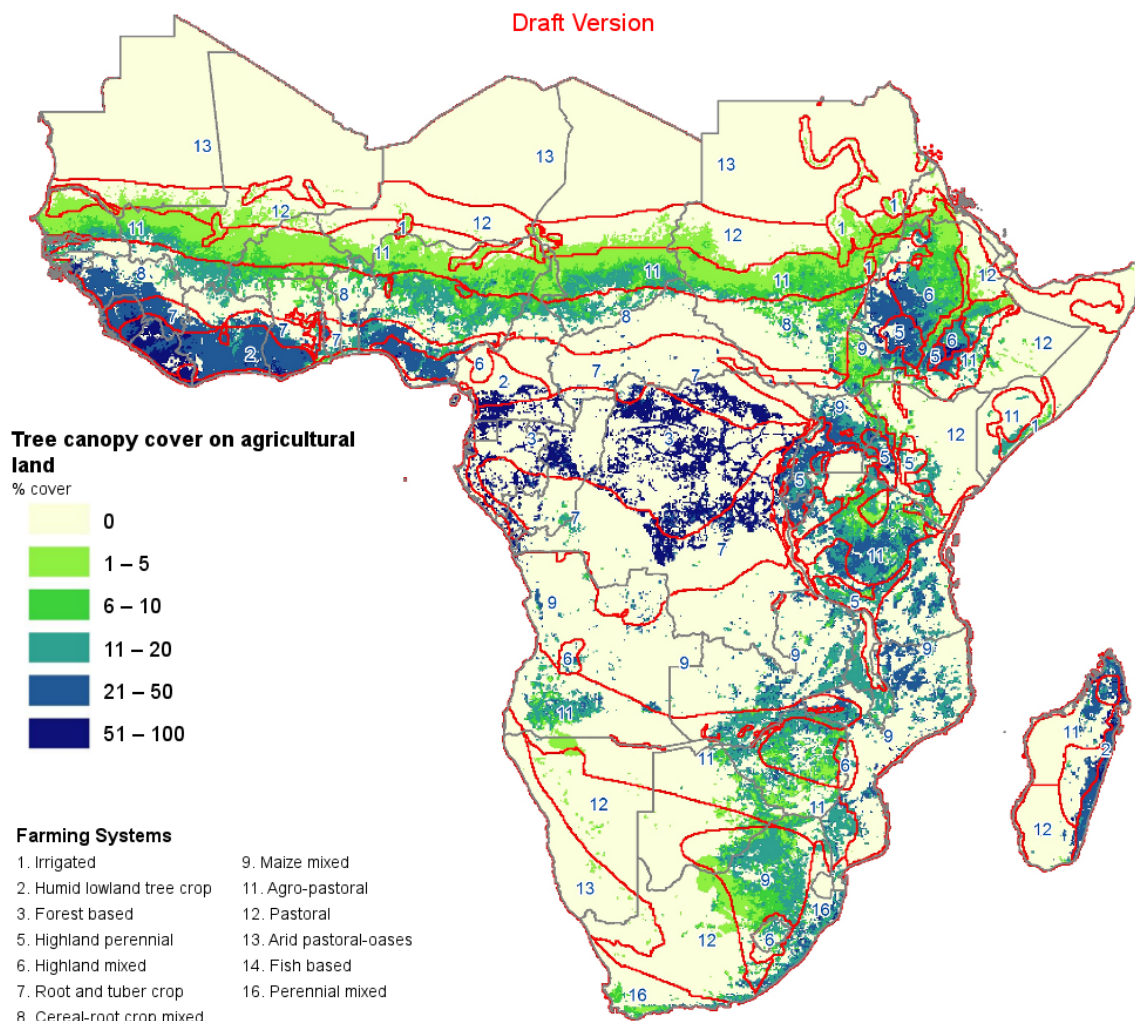 Draft Version
13
13
13
12
12
12
1
1
1
11
11
11
11
12
8
8
8
8
1
6
7
7
7
2
6
2
7
7
9
5
6
5
11
12
3
3
9
5
5
5
12
11
1
7
7
11
5
9
6
9
9
9
11
11
6
9
11
2
12
12
11
9
13
12
6
16
16
Tree canopy cover on agricultural
land
% cover
0
1 – 5
6 – 10
11 – 20
21 – 50
51 – 100
Farming Systems
1. Irrigated
2. Humid lowland tree crop
3. Forest based
5. Highland perennial
6. Highland mixed
7. Root and tuber crop
8. Cereal-root crop mixed
9. Maize mixed
11. Agro-pastoral
12. Pastoral
13. Arid pastoral-oases
14. Fish based
16. Perennial mixed